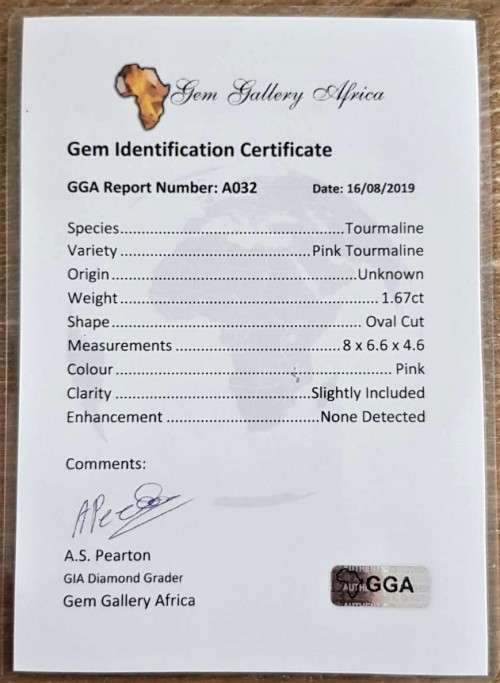 Gem Gallery Africa
Gem Identification Certificate
GGA Report Number: A032 Date: 16/08/2019
Species..............................................Tourmaline
Variety .......................................Pink Tourmaline
Origin ..................................................Unknown
Weight ..................................................... 1.67ct
Shape.................................................... Oval Cut
Measurements .................................8 x 6.6 x 4.6
Colour......................................................... Pink
Clarity .........................................Slightly Included
Enhancement ...............................None Detected
Comments:
A.S. Pearton
GIA Diamond Grader
Gem Gallery Africa
GGA